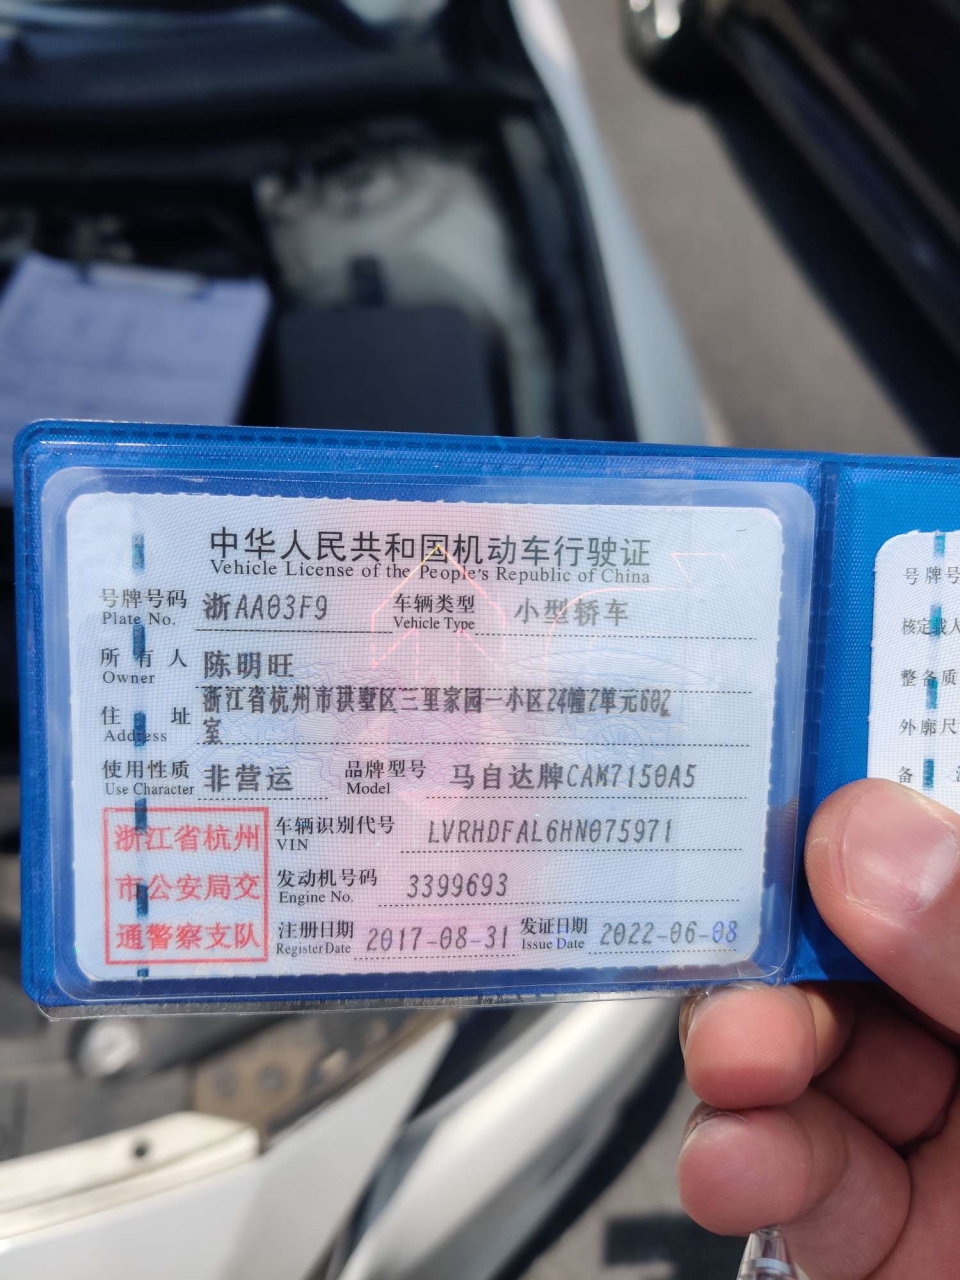 中华人民共和国机动车行驶证
Vehicle License of the People's Republic of China
号牌号码 浙AA03F9 车辆类型 小型轿车
Plate No. Vehicle Type
所有人 陈明旺
Owner
住址 浙江省杭州市拱墅区三里家园一小区24幢2单元602
室
Address
使用性质 非营运 品牌型号 马自达牌CAM7150A5
Use Character Model
浙江省杭州
市公安局交
通警察支队
车辆识别代号 LVRHDFAL6HN075971
VIN
发动机号码 3399693
Engine No.
注册日期 2017-08-31 发证日期 2022-06-08
Register Date Issue Date
号牌号
核定载人
整备质
外廓尺
备